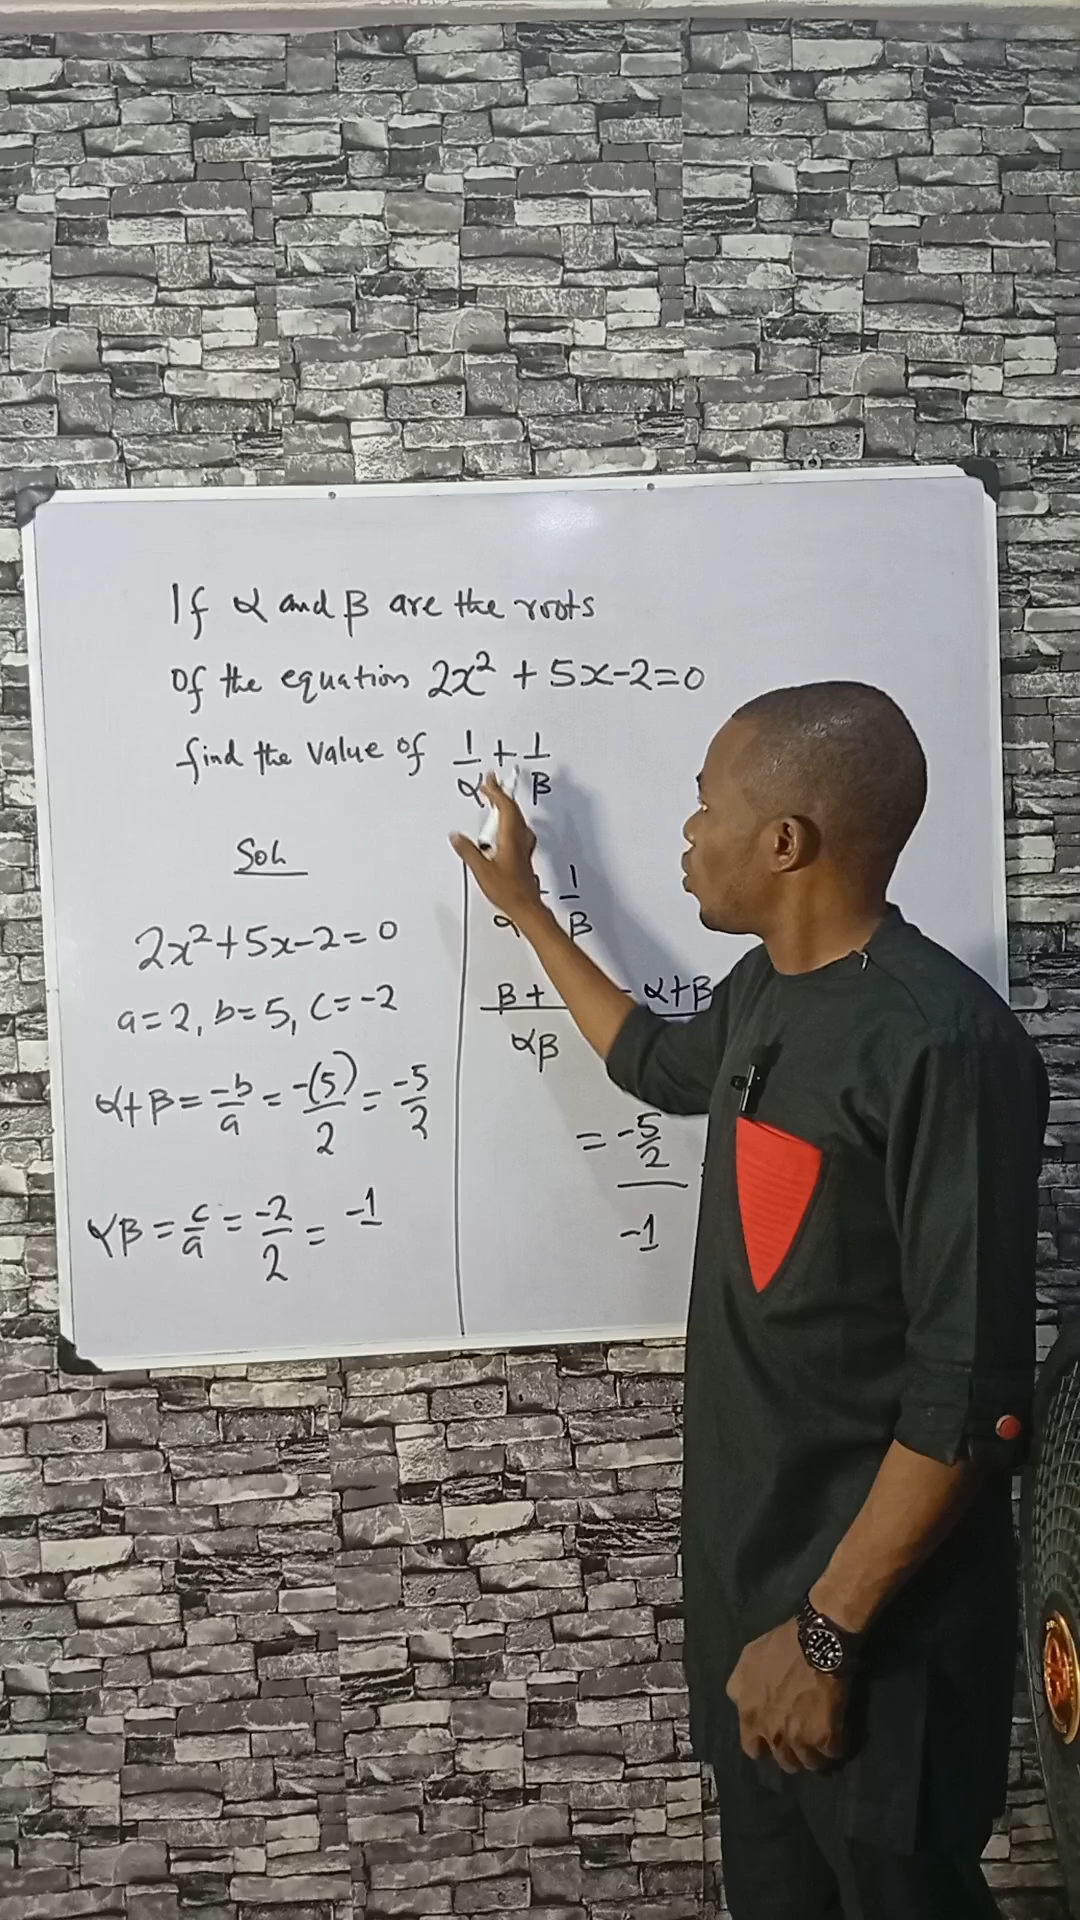 If α and β are the roots
of the equation 2x² + 5x-2=0
find the value of 1/α + 1/β
Soln
2x²+5x-2=0
a=2, b=5, c=-2
α+β = -b/a = -(5)/2 = -5/2
αβ = c/a = -2/2 = -1
1/β
β+
αβ
α+β
= -5/2
-1